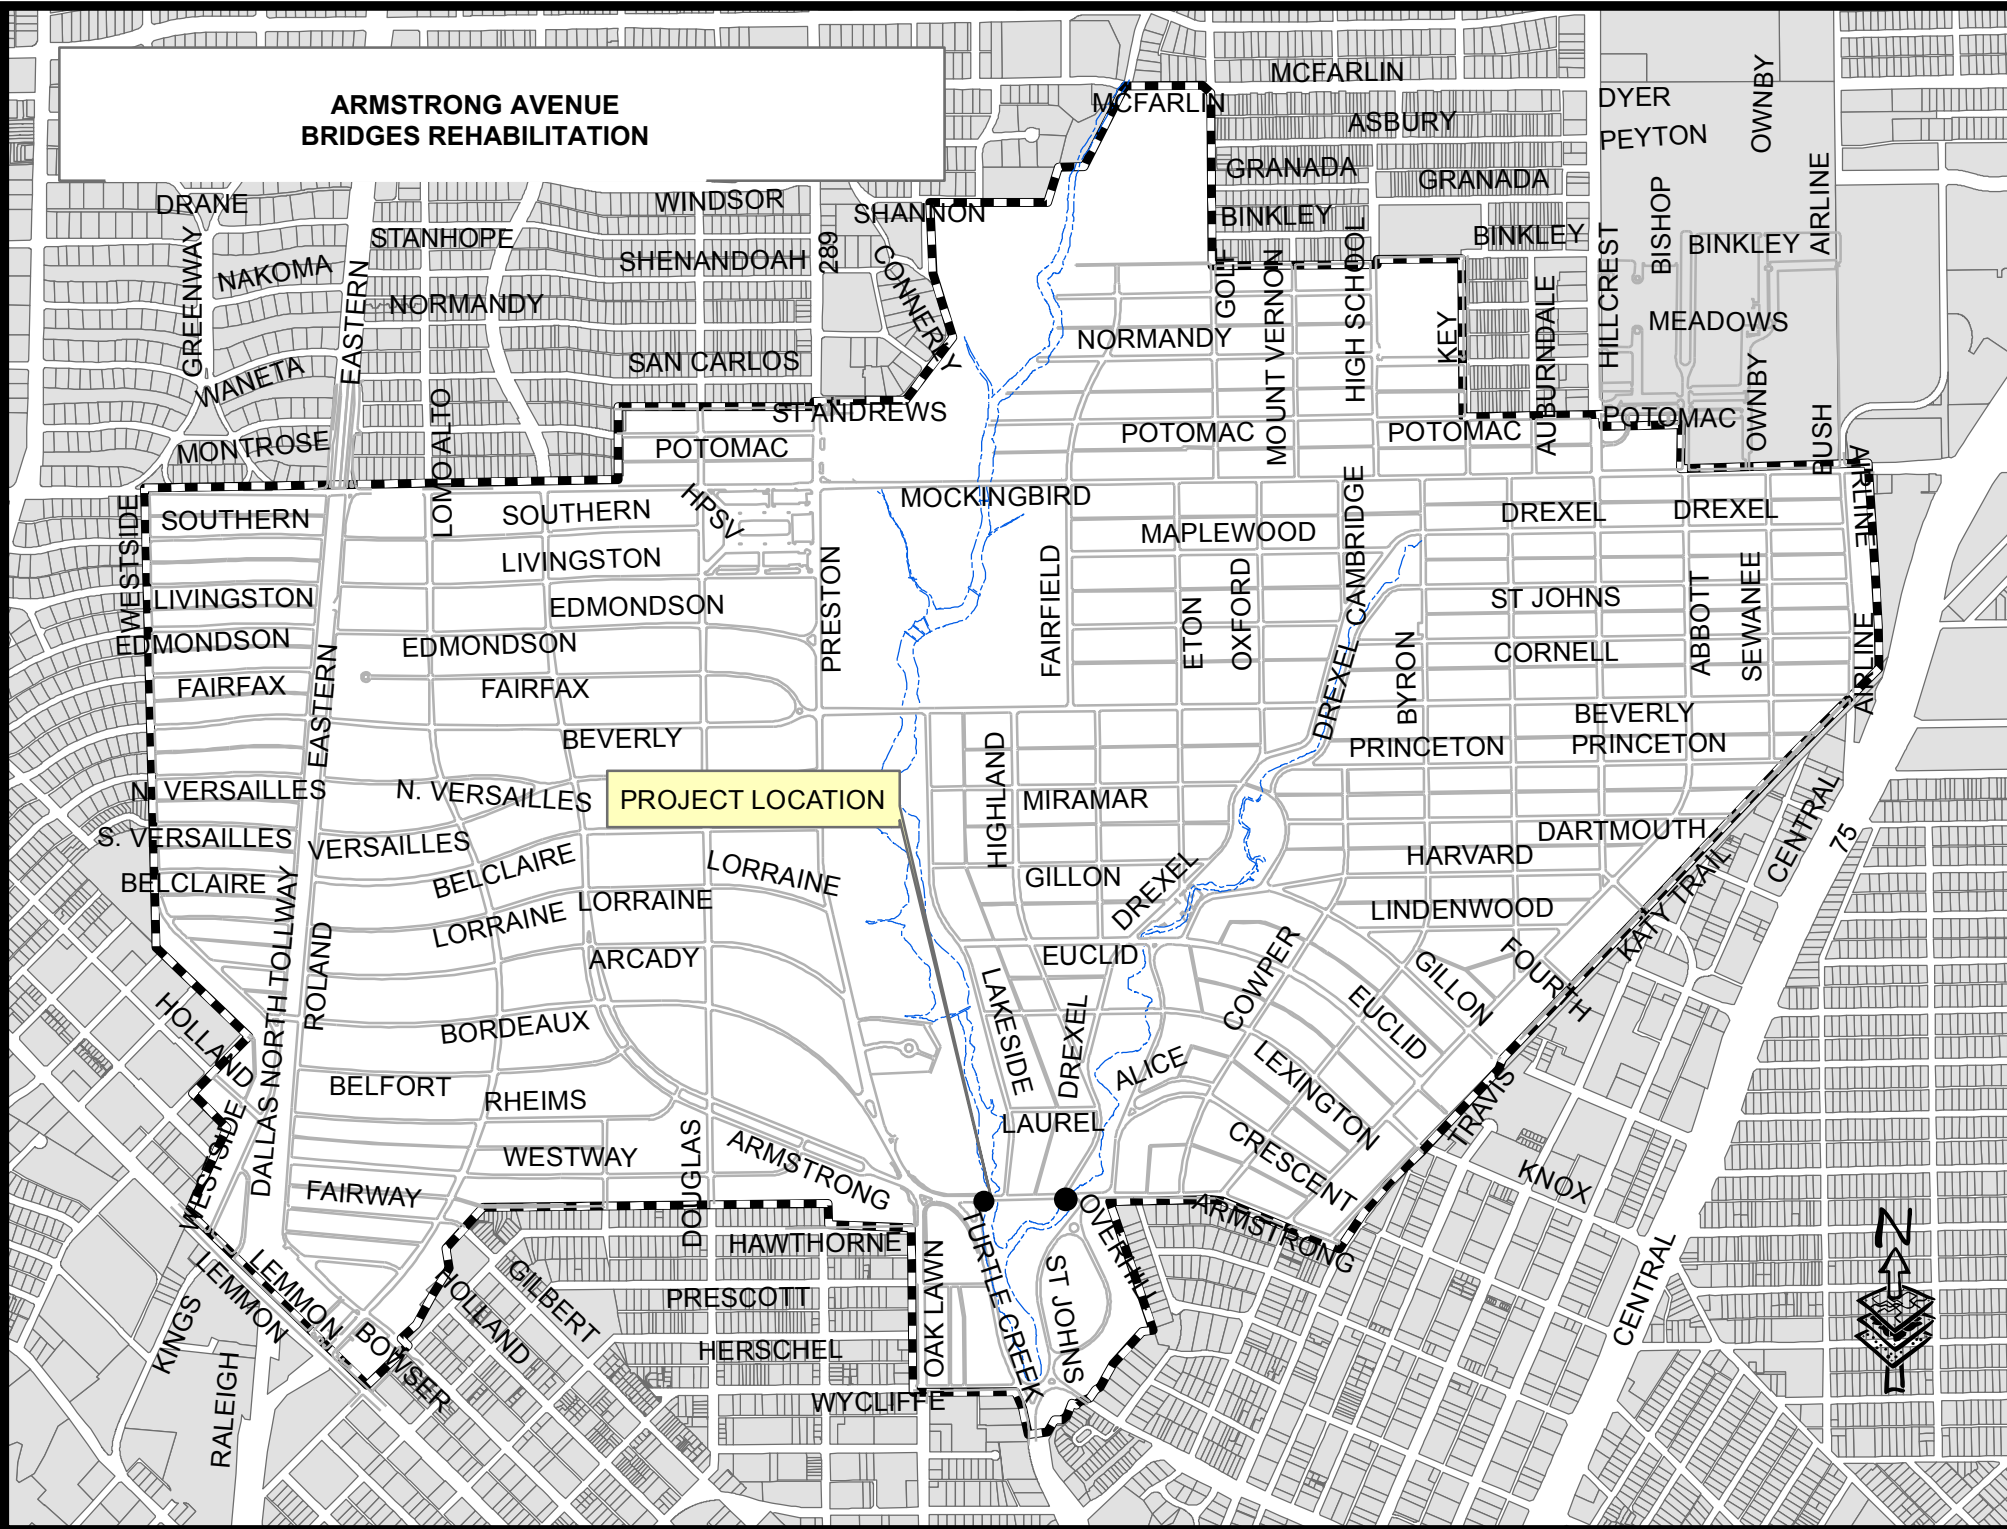 ARMSTRONG AVENUE
BRIDGES REHABILITATION
MCFARLIN
MCFARLIN
DYER
OWNBY
ASBURY
PEYTON
GRANADA
GRANADA
DRANE
WINDSOR
SHANNON
BINKLEY
BINKLEY
BISHOP
AIRLINE
BINKLEY
GREENWAY
STANHOPE
NAKOMA
SHENANDOAH
289
CONNERLY
GOLF
MOUNT VERNON
HIGH SCHOOL
HILLCREST
EASTERN
NORMANDY
NORMANDY
KEY
AUBURNDALE
MEADOWS
SAN CARLOS
WANETA
OWNBY
ST ANDREWS
LOMO ALTO
MONTROSE
POTOMAC
POTOMAC
POTOMAC
POTOMAC
BUSH
AIRLINE
WESTSIDE
SOUTHERN
SOUTHERN
HPSV
MOCKINGBIRD
CAMBRIDGE
DREXEL
DREXEL
MAPLEWOOD
LIVINGSTON
LIVINGSTON
PRESTON
FAIRFIELD
ETON
OXFORD
ST JOHNS
ABBOTT
SEWANEE
EDMONDSON
EDMONDSON
EDMONDSON
DREXEL
BYRON
CORNELL
AIRLINE
FAIRFAX
FAIRFAX
EASTERN
BEVERLY
BEVERLY
PRINCETON
PRINCETON
HIGHLAND
N. VERSAILLES
N. VERSAILLES
PROJECT LOCATION
MIRAMAR
CENTRAL
75
S. VERSAILLES
VERSAILLES
DARTMOUTH
HARVARD
BELCLAIRE
BELCLAIRE
LORRAINE
GILLON
DREXEL
KATY TRAIL
LORRAINE
LORRAINE
LINDENWOOD
DALLAS NORTH TOLLWAY
ROLAND
ARCADY
EUCLID
COWPER
GILLON
FOURTH
HOLLAND
BORDEAUX
LAKESIDE
DREXEL
EUCLID
BELFORT
RHEIMS
ALICE
LEXINGTON
TRAVIS
LAUREL
WESTSIDE
WESTWAY
DOUGLAS
ARMSTRONG
CRESCENT
KNOX
FAIRWAY
OVERHILL
ARMSTRONG
N
HAWTHORNE
OAK LAWN
TURTLE CREEK
ST JOHNS
LEMMON
LEMMON
GILBERT
HOLLAND
PRESCOTT
CENTRAL
KINGS
BOWSER
HERSCHEL
RALEIGH
WYCLIFFE